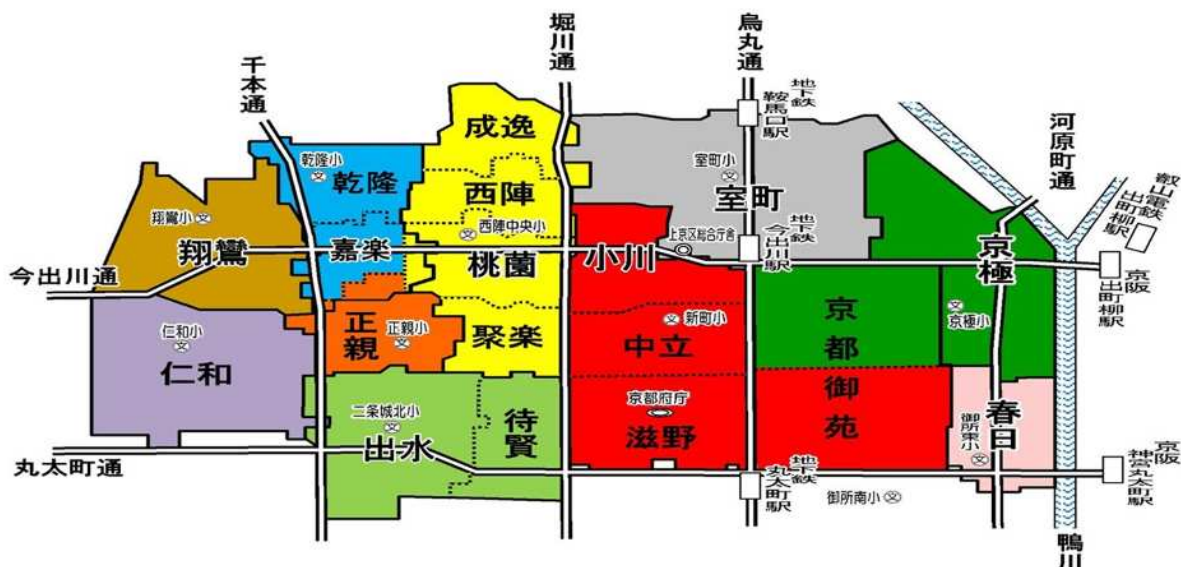 堀川通
烏丸通
千本通
地下鉄
鞍馬口駅
河原町通
成逸
乾隆小
乾隆
室町小
西陣
室町
叡山電鉄
出町柳駅
翔鸞小
西陣中央小
上京区総合庁舎
地下鉄
今出川駅
翔鸞
嘉楽
桃薗
小川
京極
今出川通
京阪
出町柳駅
仁和小
正親
正親小
聚楽
新町小
中立
京都御苑
京極小
仁和
二条城北小
待賢
京都府庁
滋野
春日
御所東小
出水
丸太町通
地下鉄
丸太町駅
御所南小
京阪
神宮丸太町駅
鴨川